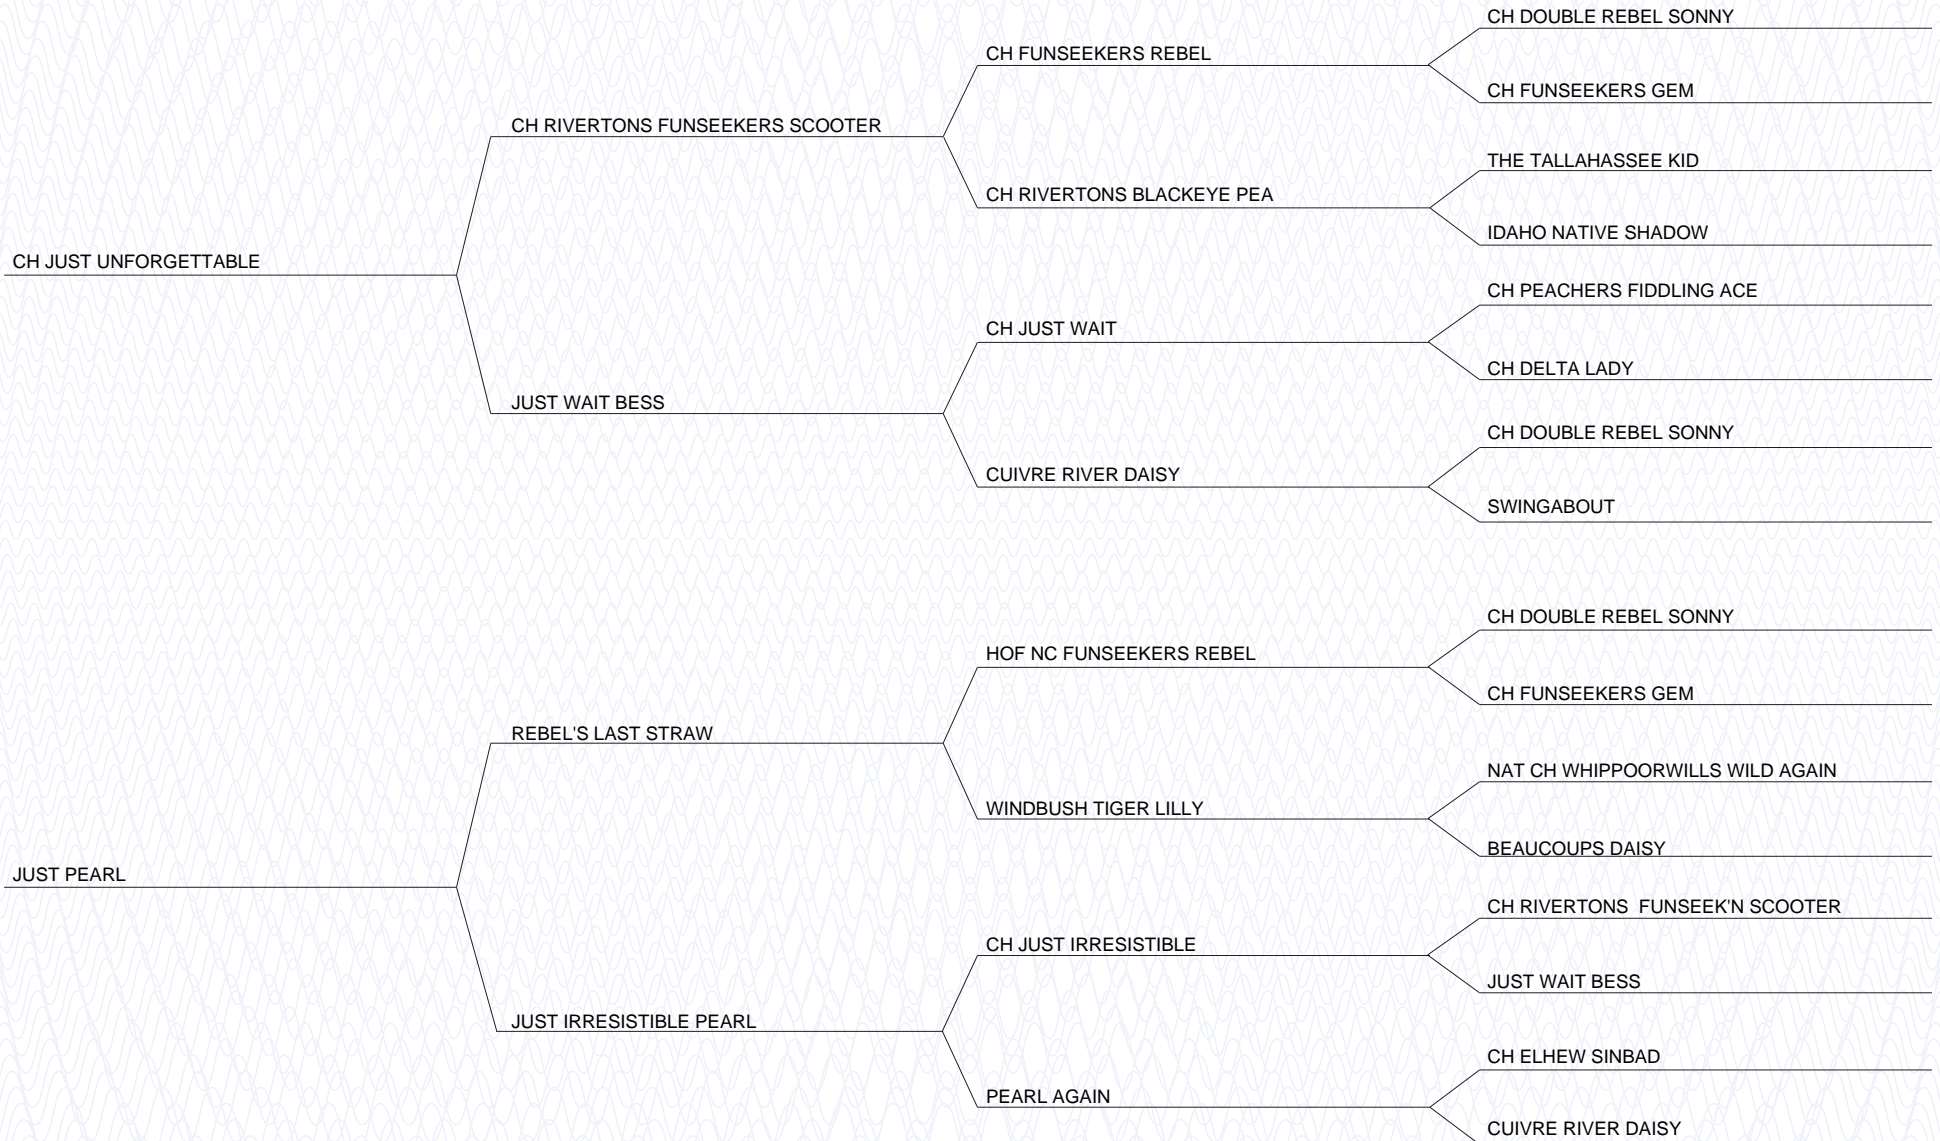 CH DOUBLE REBEL SONNY
CH FUNSEEKERS REBEL
CH FUNSEEKERS GEM
CH RIVERTONS FUNSEEKERS SCOOTER
THE TALLAHASSEE KID
CH RIVERTONS BLACKEYE PEA
IDAHO NATIVE SHADOW
CH JUST UNFORGETTABLE
CH PEACHERS FIDDLING ACE
CH JUST WAIT
CH DELTA LADY
JUST WAIT BESS
CH DOUBLE REBEL SONNY
CUIVRE RIVER DAISY
SWINGABOUT
CH DOUBLE REBEL SONNY
HOF NC FUNSEEKERS REBEL
CH FUNSEEKERS GEM
REBEL'S LAST STRAW
NAT CH WHIPPOORWILLS WILD AGAIN
WINDBUSH TIGER LILLY
BEAUCOUPS DAISY
JUST PEARL
CH RIVERTONS  FUNSEEK'N SCOOTER
CH JUST IRRESISTIBLE
JUST WAIT BESS
JUST IRRESISTIBLE PEARL
CH ELHEW SINBAD
PEARL AGAIN
CUIVRE RIVER DAISY